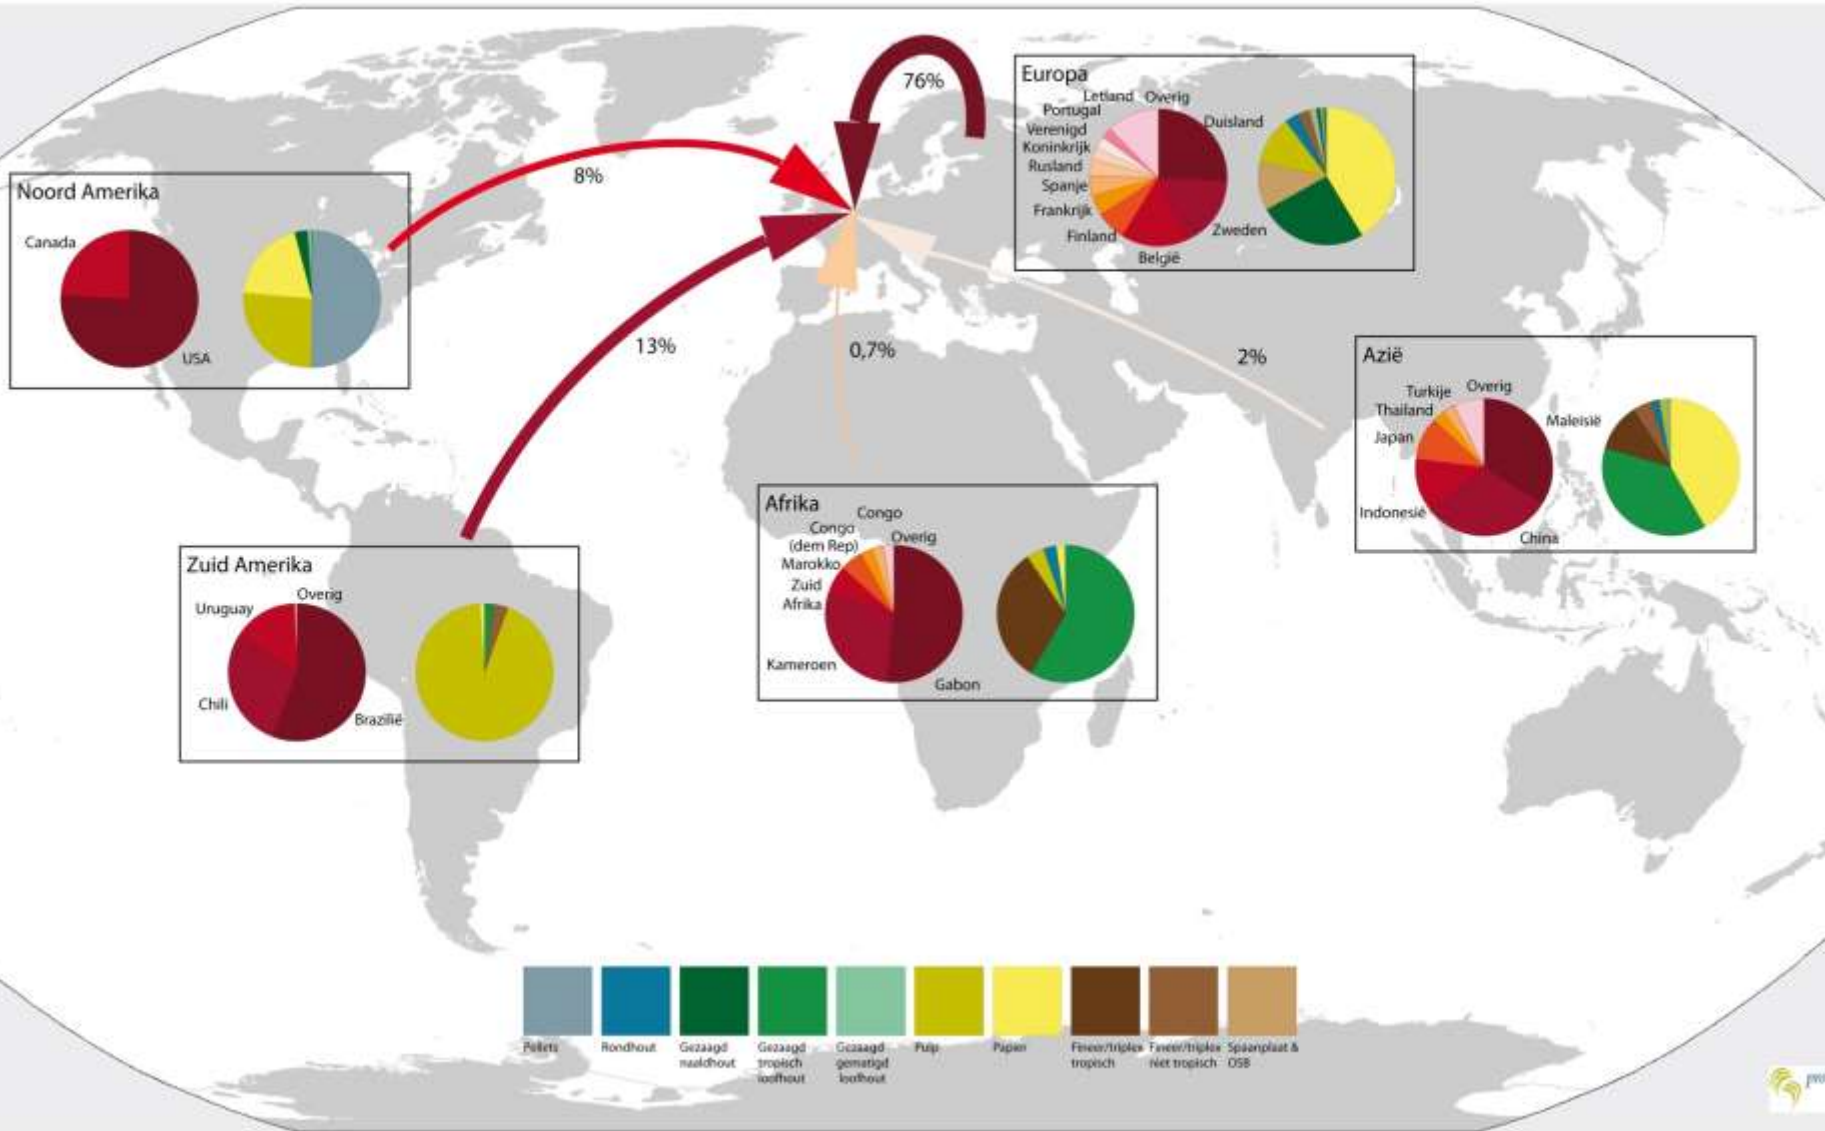 76%
8%
13%
0,7%
2%
Noord Amerika
Canada
USA
Europa
Letland Overig
Portugal
Verenigd
Koninkrijk
Rusland
Spanje
Frankrijk
Finland
België
Zweden
Duisland
Azië
Turkije
Overig
Thailand
Japan
Indonesië
China
Maleisië
Afrika
Congo
Congo
(dem Rep)
Overig
Marokko
Zuid
Afrika
Kameroen
Gabon
Zuid Amerika
Overig
Uruguay
Chili
Brazilië
Pellets
Rondhout
Gezaagd
naaldhout
Gezaagd
tropisch
loofhout
Gezaagd
gematigd
loofhout
Pulp
Papier
Fineer/triplex
tropisch
Fineer/triplex
niet tropisch
Spaanplaat &
OSB